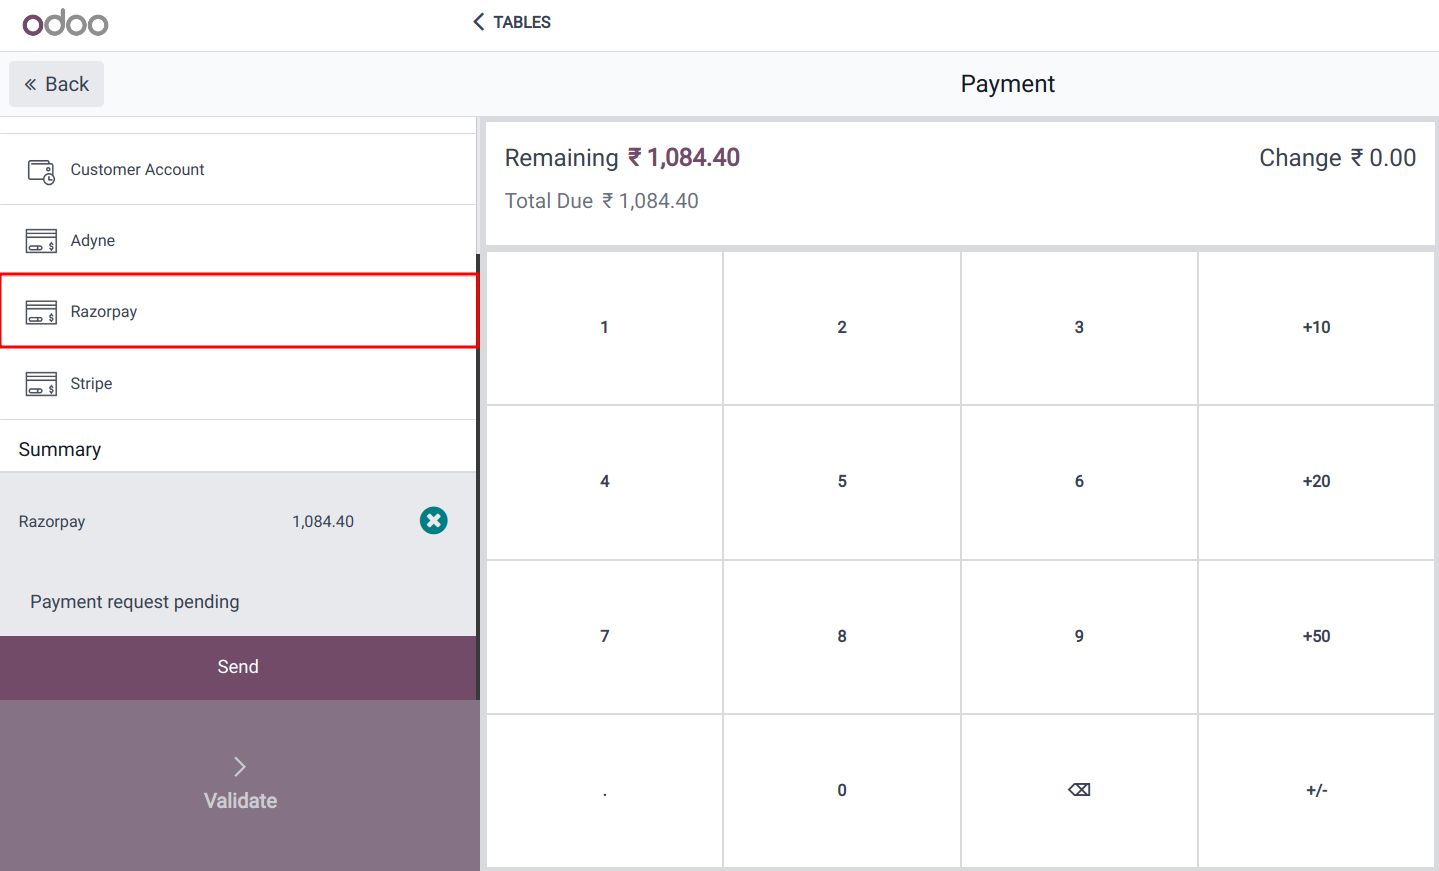 odoo
TABLES
« Back
Payment
Customer Account
Adyne
Razorpay
Stripe
Summary
Razorpay 1,084.40
Payment request pending
Send
Validate
Remaining ₹ 1,084.40
Change ₹ 0.00
Total Due ₹ 1,084.40
1 2 3 +10
4 5 6 +20
7 8 9 +50
. 0 ⌫ +/-